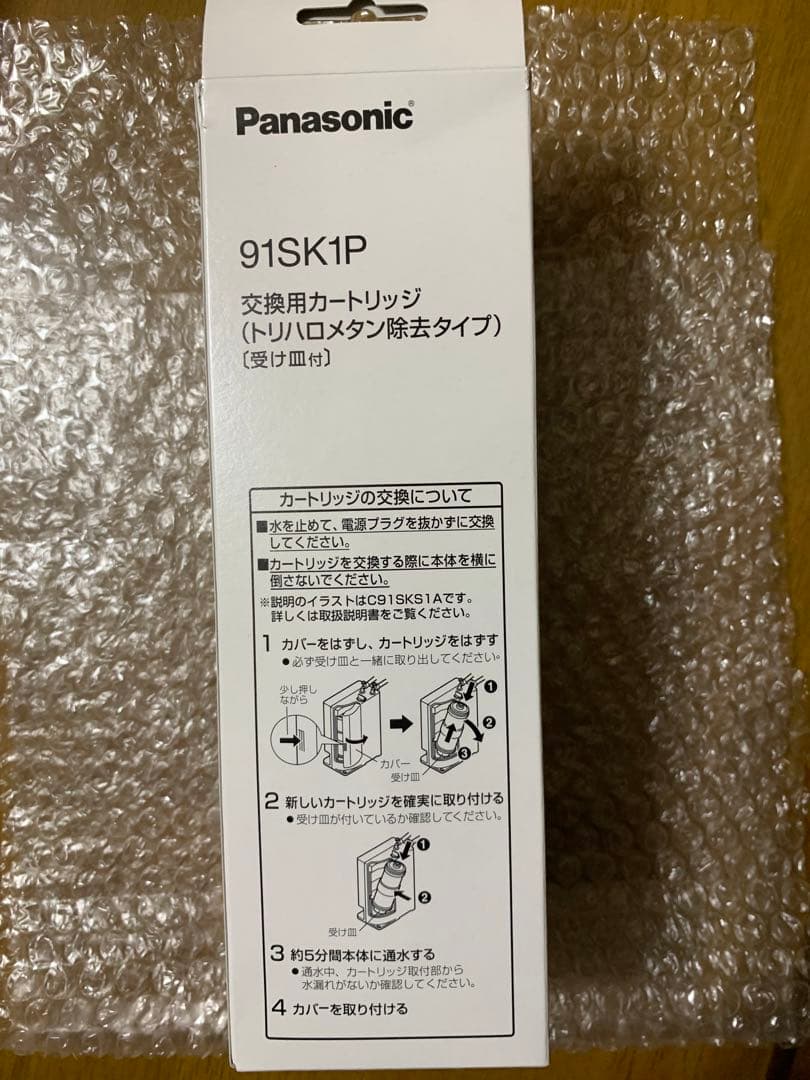 Panasonic®
91SK1P
交換用カートリッジ
(トリハロメタン除去タイプ)
〔受け皿付〕
カートリッジの交換について
■水を止めて、電源プラグを抜かずに交換
してください。
■カートリッジを交換する際に本体を横に
倒さないでください。
※説明のイラストはC91SKS1Aです。
詳しくは取扱説明書をご覧ください。
1 カバーをはずし、カートリッジをはずす
●必ず受け皿と一緒に取り出してください。
少し押し
ながら
カバー
❶
❷
❸
受け皿
2 新しいカートリッジを確実に取り付ける
●受け皿が付いているか確認してください。
❶
❷
受け皿
3 約5分間本体に通水する
●通水中、カートリッジ取付部から
水漏れがないか確認してください。
4 カバーを取り付ける